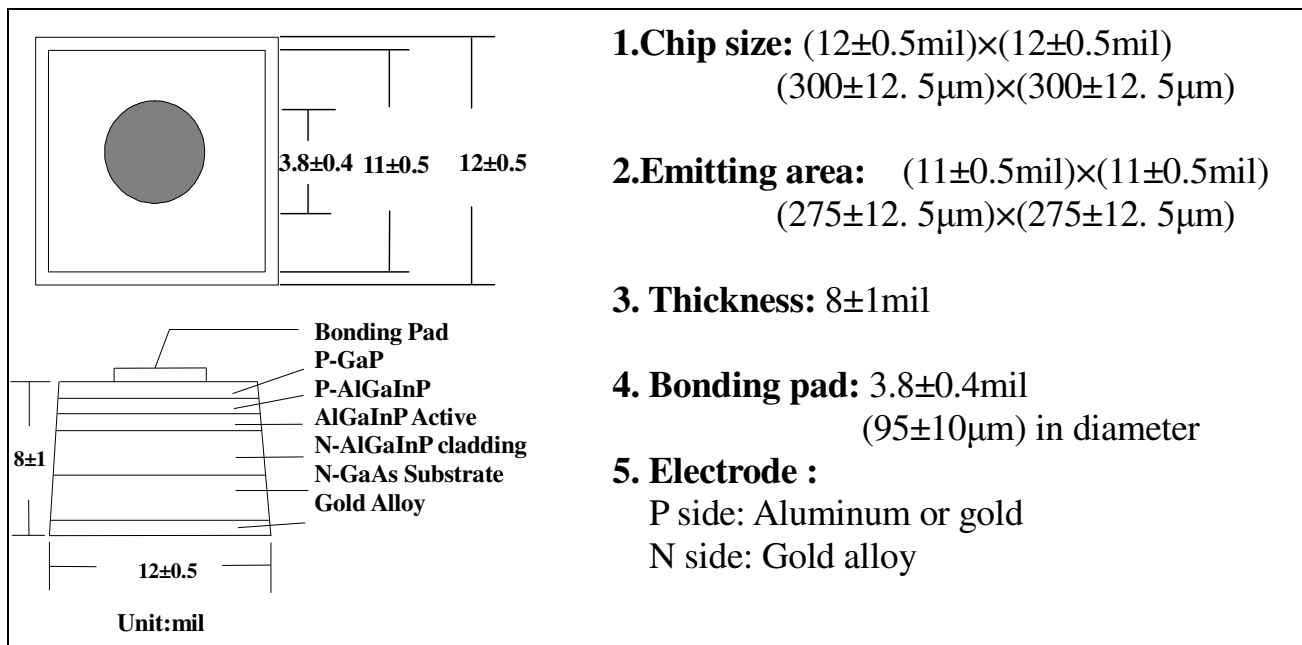 3.8±0.4 11±0.5 12±0.5
Bonding Pad
P-GaP
P-AlGaInP
AlGaInP Active
N-AlGaInP cladding
N-GaAs Substrate
Gold Alloy
8±1
12±0.5
Unit:mil
1.Chip size: (12±0.5mil)×(12±0.5mil)
(300±12. 5μm)×(300±12. 5μm)
2.Emitting area: (11±0.5mil)×(11±0.5mil)
(275±12. 5μm)×(275±12. 5μm)
3. Thickness: 8±1mil
4. Bonding pad: 3.8±0.4mil
(95±10μm) in diameter
5. Electrode :
P side: Aluminum or gold
N side: Gold alloy